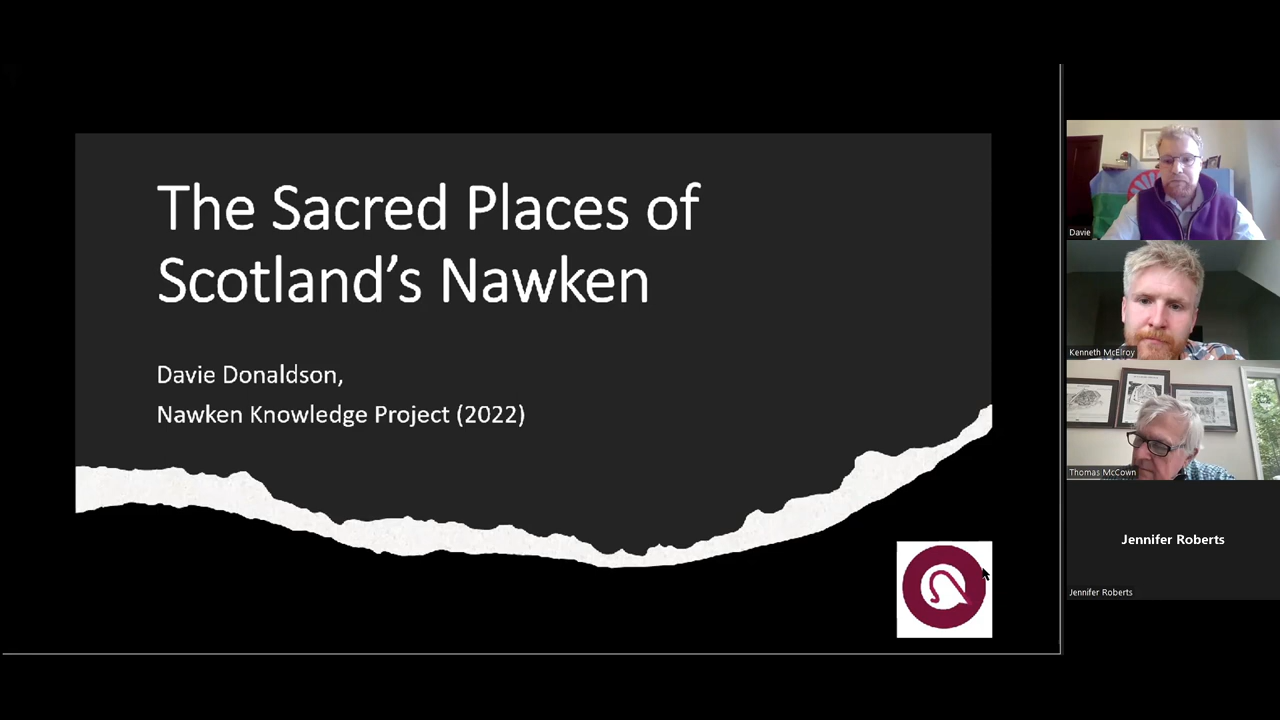 The Sacred Places of
Scotland's Nawken
Davie Donaldson,
Nawken Knowledge Project (2022)
Davie
Kenneth McElroy
Thomas McCown
Jennifer Roberts
Jennifer Roberts